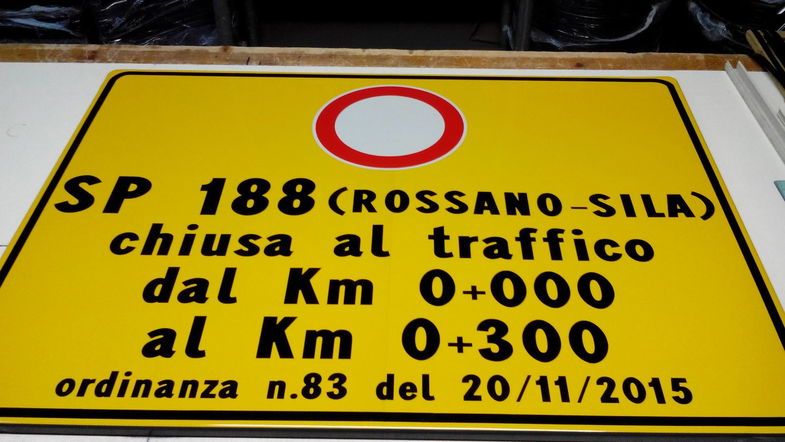 SP 188 (ROSSANO-SILA)
chiusa al traffico
dal Km 0+000
al Km 0+300
ordinanza n.83 del 20/11/2015